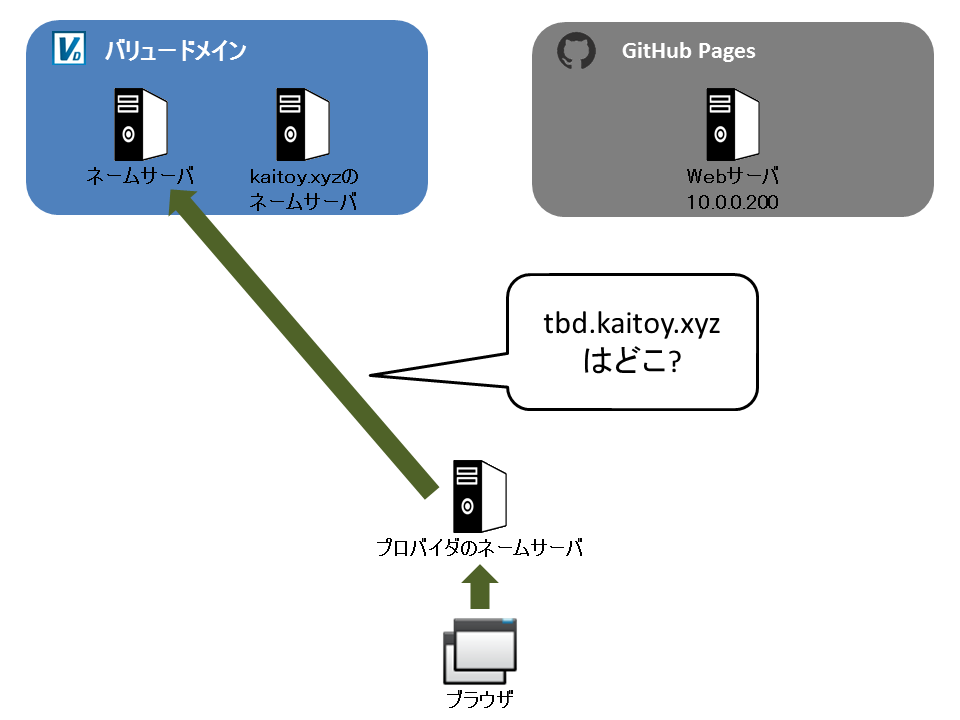 バリュードメイン
GitHub Pages
ネームサーバ
kaitoy.xyzの
ネームサーバ
Webサーバ
10.0.0.200
tbd.kaitoy.xyz
はどこ?
プロバイダのネームサーバ
ブラウザ